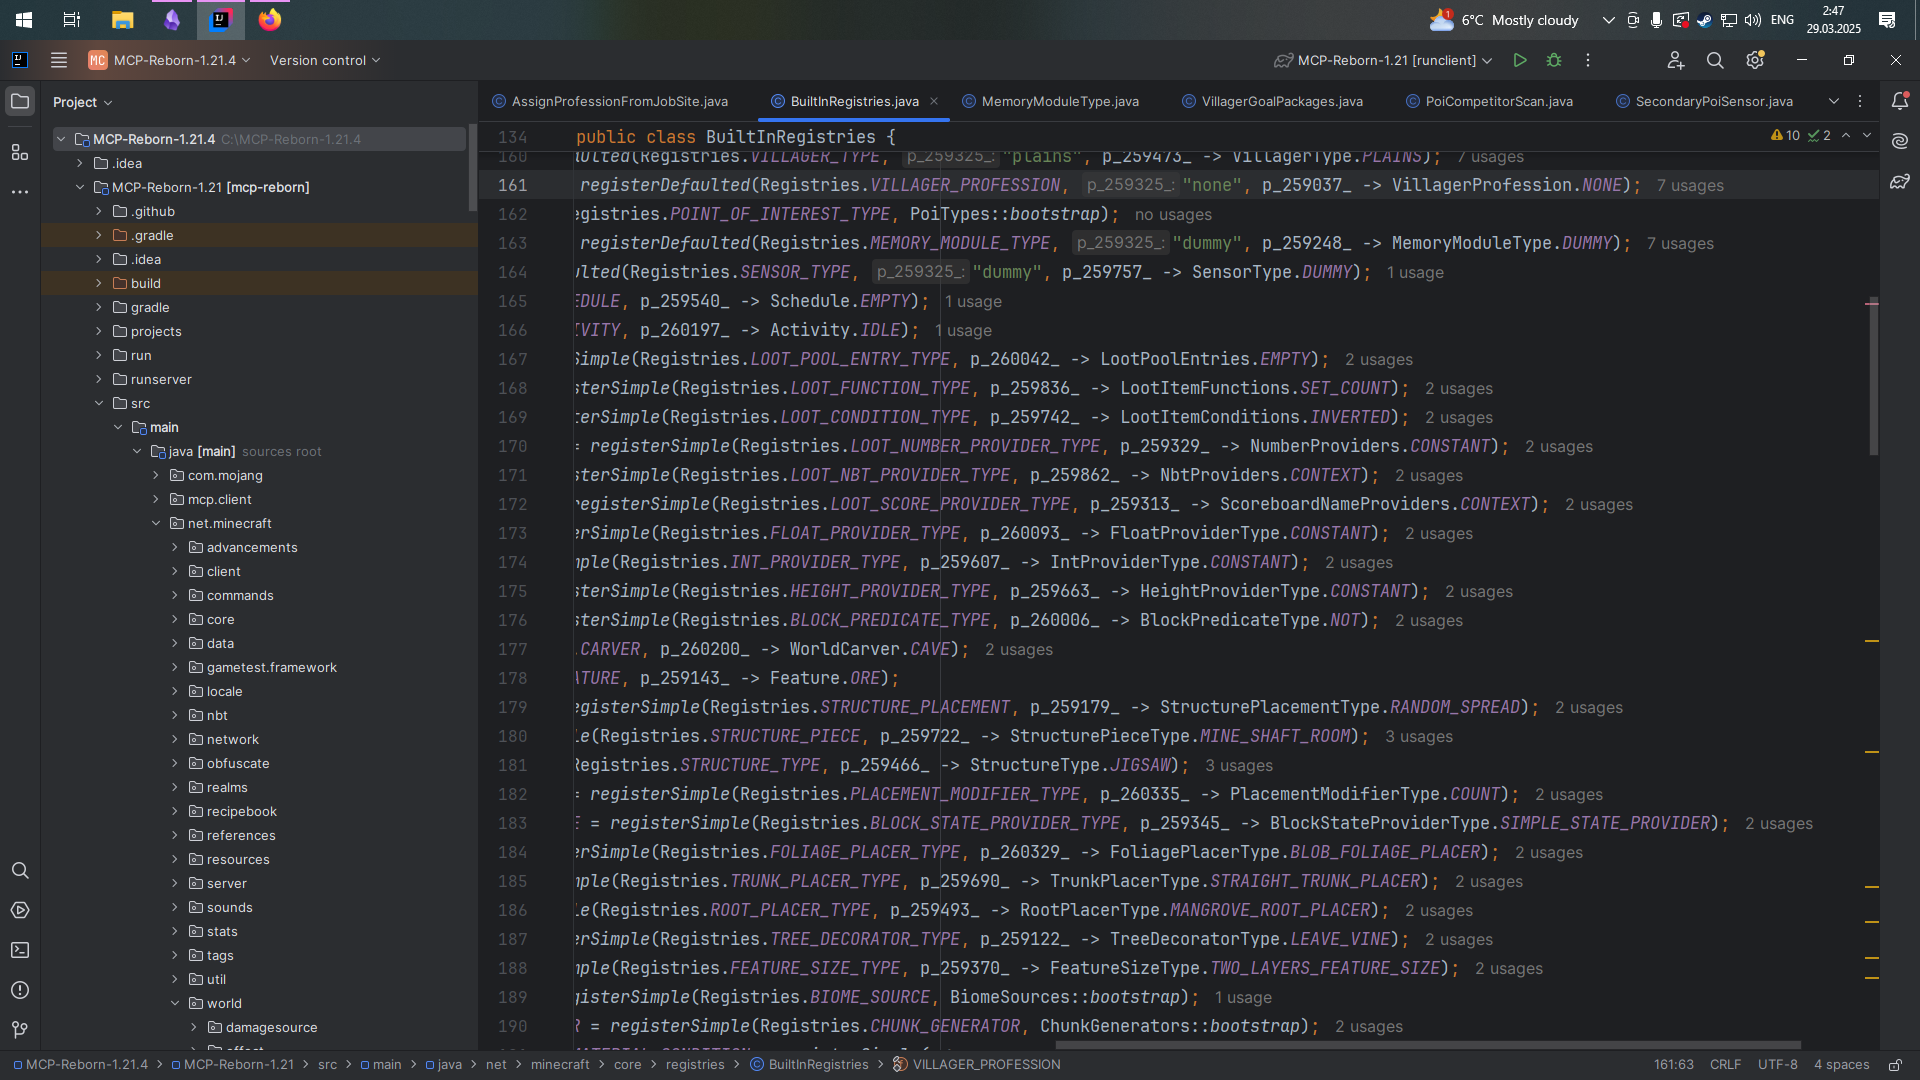 6°C Mostly cloudy
ENG
2:47
29.03.2025
MC MCP-Reborn-1.21.4
Version control
MCP-Reborn-1.21 [runclient]
Project
AssignProfessionFromJobSite.java
BuiltInRegistries.java
MemoryModuleType.java
VillagerGoalPackages.java
PoiCompetitorScan.java
SecondaryPoiSensor.java
MCP-Reborn-1.21.4 C:\MCP-Reborn-1.21.4
.idea
MCP-Reborn-1.21 [mcp-reborn]
.github
.gradle
.idea
build
gradle
projects
run
runserver
src
main
java [main] sources root
com.mojang
mcp.client
net.minecraft
advancements
client
commands
core
data
gametest.framework
locale
nbt
network
obfuscate
realms
recipebook
references
resources
server
sounds
stats
tags
util
world
damagesource
effect
134 public class BuiltInRegistries {
10 2
160 ulted(Registries.VILLAGER_TYPE, p_259325_: "plains", p_259473_ -> VillagerType.PLAINS); 7 usages
161 registerDefaulted(Registries.VILLAGER_PROFESSION, p_259325_: "none", p_259037_ -> VillagerProfession.NONE); 7 usages
162 egistries.POINT_OF_INTEREST_TYPE, PoiTypes::bootstrap); no usages
163 registerDefaulted(Registries.MEMORY_MODULE_TYPE, p_259325_: "dummy", p_259248_ -> MemoryModuleType.DUMMY); 7 usages
164 ulted(Registries.SENSOR_TYPE, p_259325_: "dummy", p_259757_ -> SensorType.DUMMY); 1 usage
165 EDULE, p_259540_ -> Schedule.EMPTY); 1 usage
166 IVITY, p_260197_ -> Activity.IDLE); 1 usage
167 Simple(Registries.LOOT_POOL_ENTRY_TYPE, p_260042_ -> LootPoolEntries.EMPTY); 2 usages
168 sterSimple(Registries.LOOT_FUNCTION_TYPE, p_259836_ -> LootItemFunctions.SET_COUNT); 2 usages
169 terSimple(Registries.LOOT_CONDITION_TYPE, p_259742_ -> LootItemConditions.INVERTED); 2 usages
170 = registerSimple(Registries.LOOT_NUMBER_PROVIDER_TYPE, p_259329_ -> NumberProviders.CONSTANT); 2 usages
171 sterSimple(Registries.LOOT_NBT_PROVIDER_TYPE, p_259862_ -> NbtProviders.CONTEXT); 2 usages
172 registerSimple(Registries.LOOT_SCORE_PROVIDER_TYPE, p_259313_ -> ScoreboardNameProviders.CONTEXT); 2 usages
173 erSimple(Registries.FLOAT_PROVIDER_TYPE, p_260093_ -> FloatProviderType.CONSTANT); 2 usages
174 mple(Registries.INT_PROVIDER_TYPE, p_259607_ -> IntProviderType.CONSTANT); 2 usages
175 sterSimple(Registries.HEIGHT_PROVIDER_TYPE, p_259663_ -> HeightProviderType.CONSTANT); 2 usages
176 sterSimple(Registries.BLOCK_PREDICATE_TYPE, p_260006_ -> BlockPredicateType.NOT); 2 usages
177 .CARVER, p_260200_ -> WorldCarver.CAVE); 2 usages
178 ATURE, p_259143_ -> Feature.ORE);
179 egisterSimple(Registries.STRUCTURE_PLACEMENT, p_259179_ -> StructurePlacementType.RANDOM_SPREAD); 2 usages
180 le(Registries.STRUCTURE_PIECE, p_259722_ -> StructurePieceType.MINE_SHAFT_ROOM); 3 usages
181 Registries.STRUCTURE_TYPE, p_259466_ -> StructureType.JIGSAW); 3 usages
182 = registerSimple(Registries.PLACEMENT_MODIFIER_TYPE, p_260335_ -> PlacementModifierType.COUNT); 2 usages
183 E = registerSimple(Registries.BLOCK_STATE_PROVIDER_TYPE, p_259345_ -> BlockStateProviderType.SIMPLE_STATE_PROVIDER); 2 usages
184 erSimple(Registries.FOLIAGE_PLACER_TYPE, p_260329_ -> FoliagePlacerType.BLOB_FOLIAGE_PLACER); 2 usages
185 mple(Registries.TRUNK_PLACER_TYPE, p_259690_ -> TrunkPlacerType.STRAIGHT_TRUNK_PLACER); 2 usages
186 le(Registries.ROOT_PLACER_TYPE, p_259493_ -> RootPlacerType.MANGROVE_ROOT_PLACER); 2 usages
187 erSimple(Registries.TREE_DECORATOR_TYPE, p_259122_ -> TreeDecoratorType.LEAVE_VINE); 2 usages
188 mple(Registries.FEATURE_SIZE_TYPE, p_259370_ -> FeatureSizeType.TWO_LAYERS_FEATURE_SIZE); 2 usages
189 gisterSimple(Registries.BIOME_SOURCE, BiomeSources::bootstrap); 1 usage
190 R = registerSimple(Registries.CHUNK_GENERATOR, ChunkGenerators::bootstrap); 2 usages
MCP-Reborn-1.21.4 > MCP-Reborn-1.21 > src > main > java > net > minecraft > core > registries > BuiltInRegistries > VILLAGER_PROFESSION
161:63 CRLF UTF-8 4 spaces